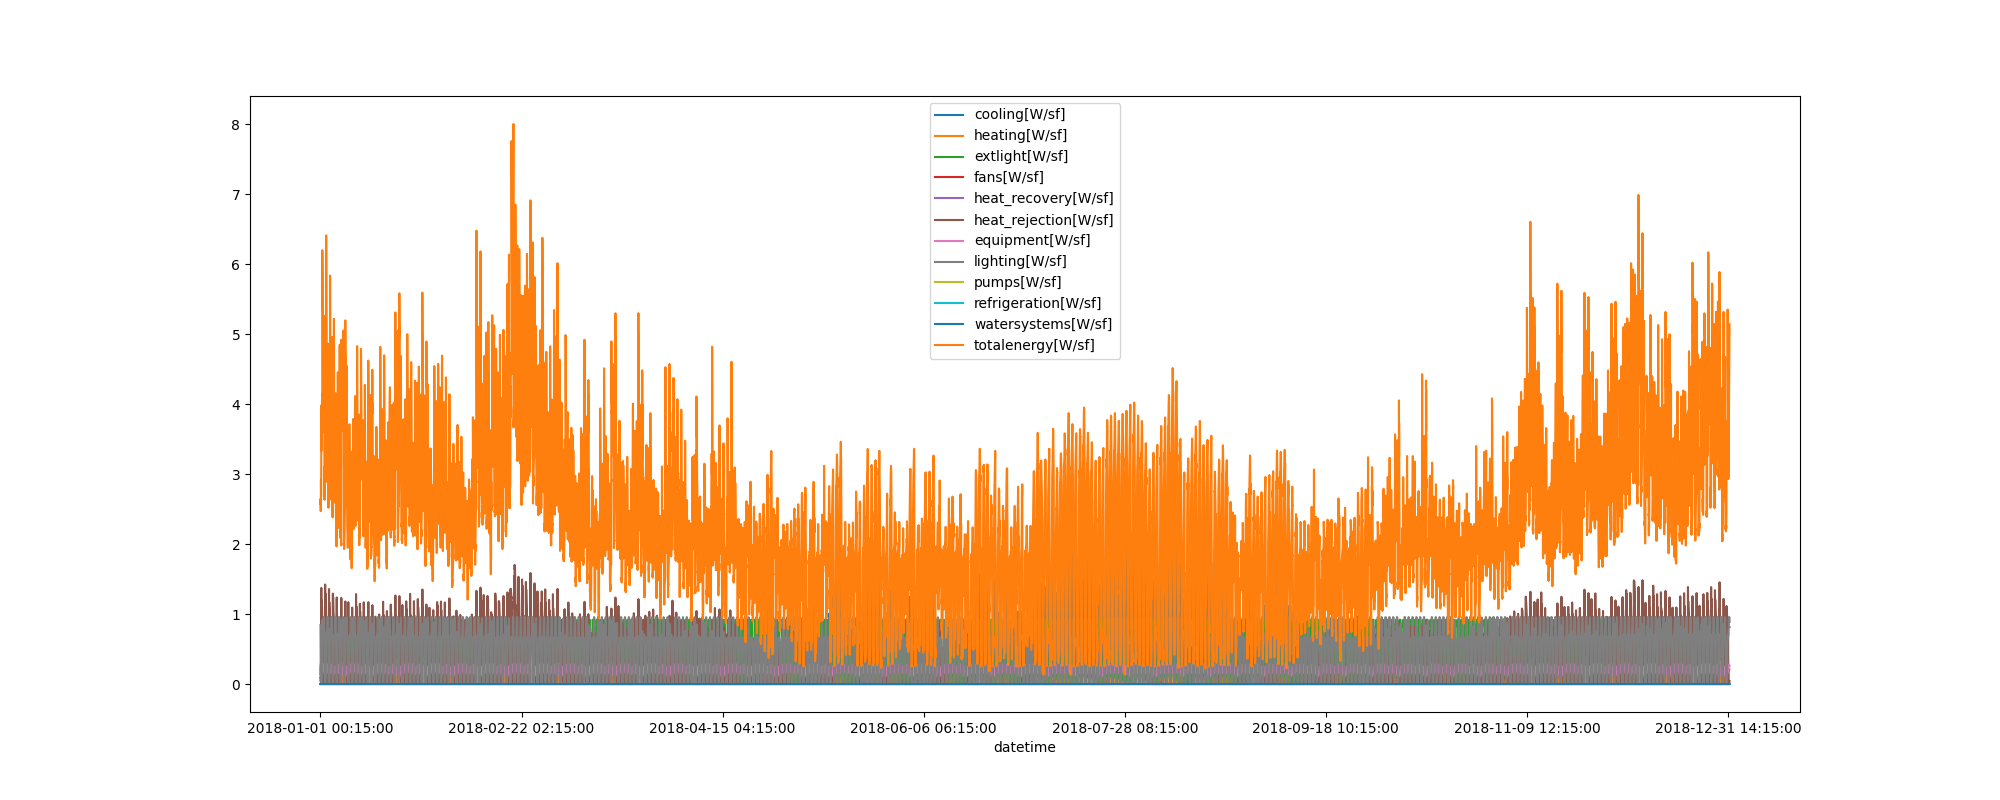 8
7
6
5
4
3
2
1
0
cooling[W/sf]
heating[W/sf]
extlight[W/sf]
fans[W/sf]
heat_recovery[W/sf]
heat_rejection[W/sf]
equipment[W/sf]
lighting[W/sf]
pumps[W/sf]
refrigeration[W/sf]
watersystems[W/sf]
totalenergy[W/sf]
2018-01-01 00:15:00 2018-02-22 02:15:00 2018-04-15 04:15:00 2018-06-06 06:15:00 2018-07-28 08:15:00 2018-09-18 10:15:00 2018-11-09 12:15:00 2018-12-31 14:15:00
datetime